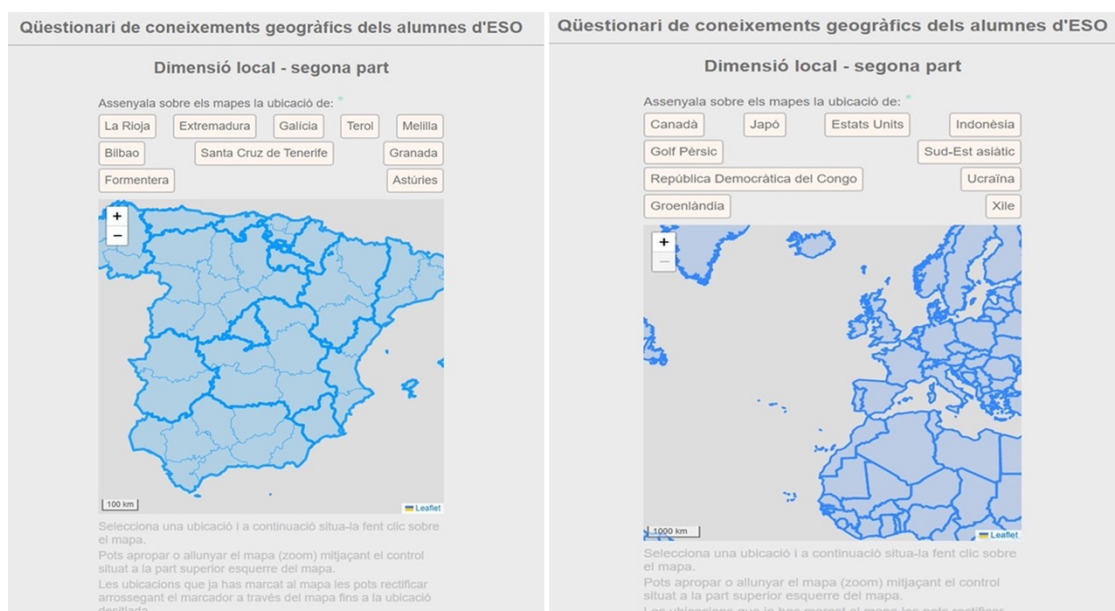 Qüestionari de coneixements geogràfics dels alumnes d'ESO
Dimensió local - segona part
Assenyala sobre els mapes la ubicació de: *
La Rioja Extremadura Galícia Terol Melilla
Bilbao Santa Cruz de Tenerife Granada
Formentera Astúries
+
−
100 km
Leaflet
Selecciona una ubicació i a continuació situa-la fent clic sobre
el mapa.
Pots apropar o allunyar el mapa (zoom) mitjaçant el control
situat a la part superior esquerre del mapa.
Les ubicacions que ja has marcat al mapa les pots rectificar
arrossegant el marcador a través del mapa fins a la ubicació
Qüestionari de coneixements geogràfics dels alumnes d'ESO
Dimensió local - segona part
Assenyala sobre els mapes la ubicació de: *
Canadà Japó Estats Units Indonèsia
Golf Pèrsic Sud-Est asiàtic
República Democràtica del Congo Ucraïna
Groenlàndia Xile
+
−
1000 km
Leaflet
Selecciona una ubicació i a continuació situa-la fent clic sobre
el mapa.
Pots apropar o allunyar el mapa (zoom) mitjaçant el control
situat a la part superior esquerre del mapa.